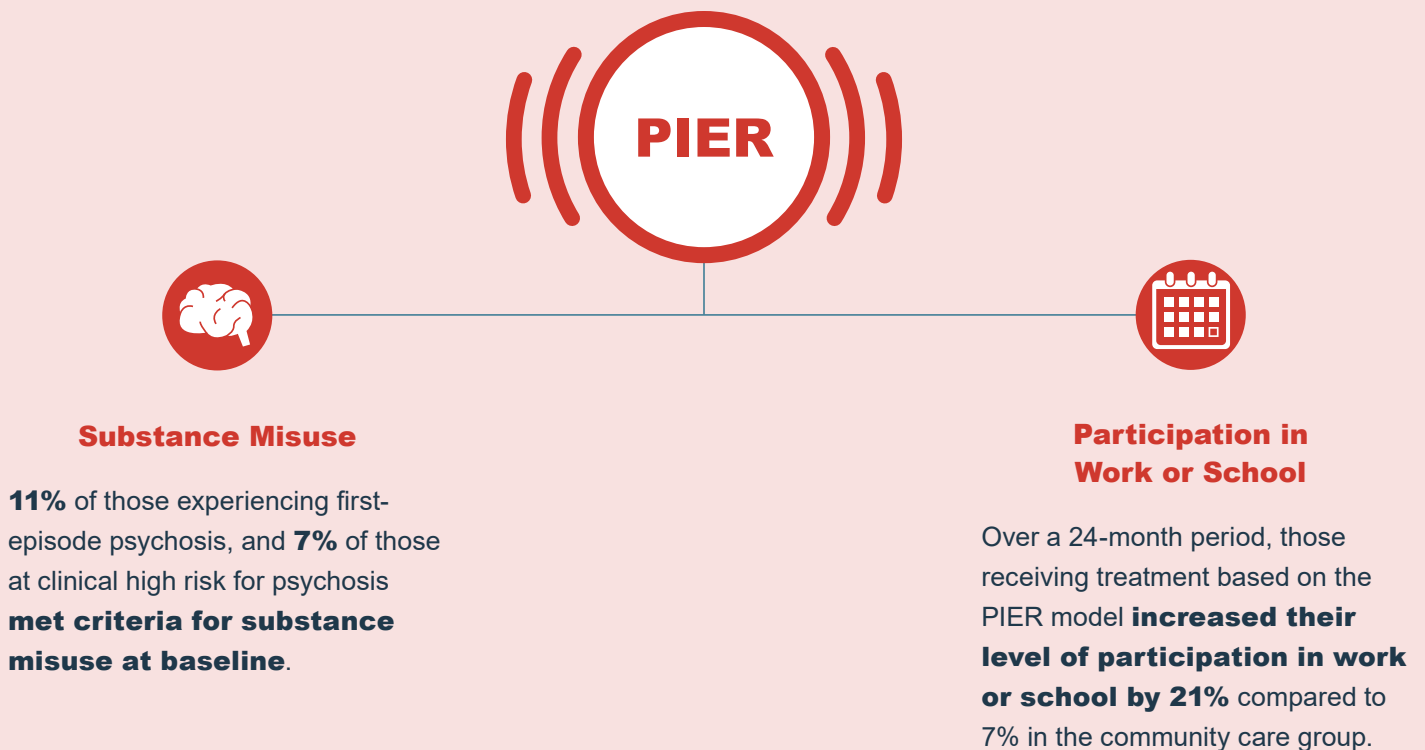 PIER
Substance Misuse
11% of those experiencing first-
episode psychosis, and 7% of those
at clinical high risk for psychosis
met criteria for substance
misuse at baseline.
Participation in
Work or School
Over a 24-month period, those
receiving treatment based on the
PIER model increased their
level of participation in work
or school by 21% compared to
7% in the community care group.